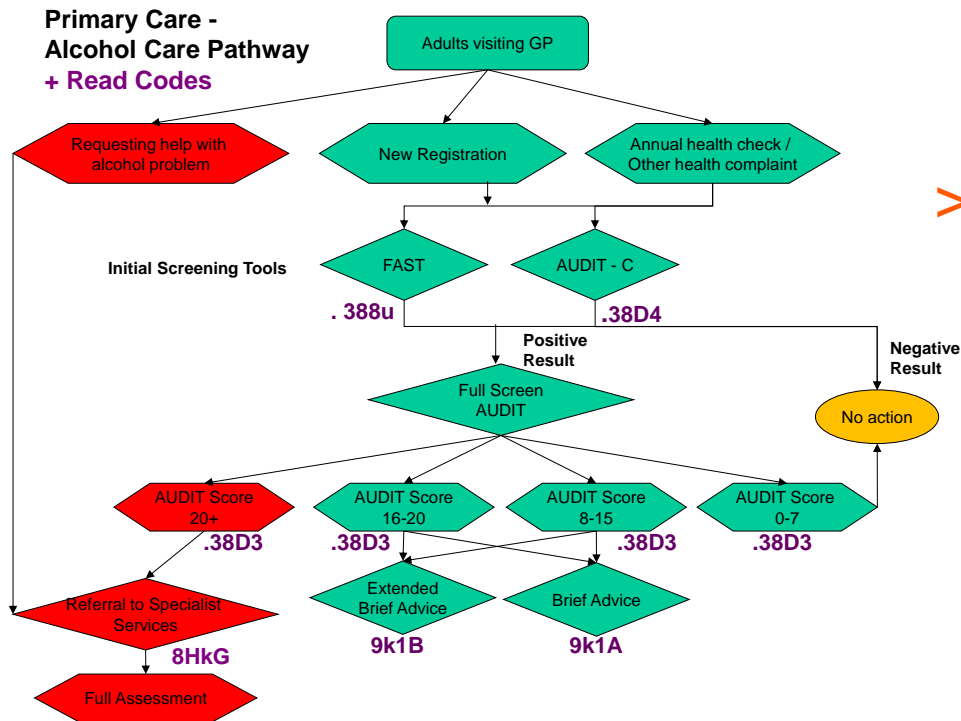 Primary Care -
Alcohol Care Pathway
+ Read Codes
Adults visiting GP
Requesting help with
alcohol problem
New Registration
Annual health check /
Other health complaint
>
Initial Screening Tools
FAST
AUDIT - C
. 388u
.38D4
Positive
Result
Negative
Result
Full Screen
AUDIT
No action
AUDIT Score
20+
AUDIT Score
16-20
AUDIT Score
8-15
AUDIT Score
0-7
.38D3
.38D3
.38D3
.38D3
Referral to Specialist
Services
Extended
Brief Advice
Brief Advice
8HkG
9k1B
9k1A
Full Assessment